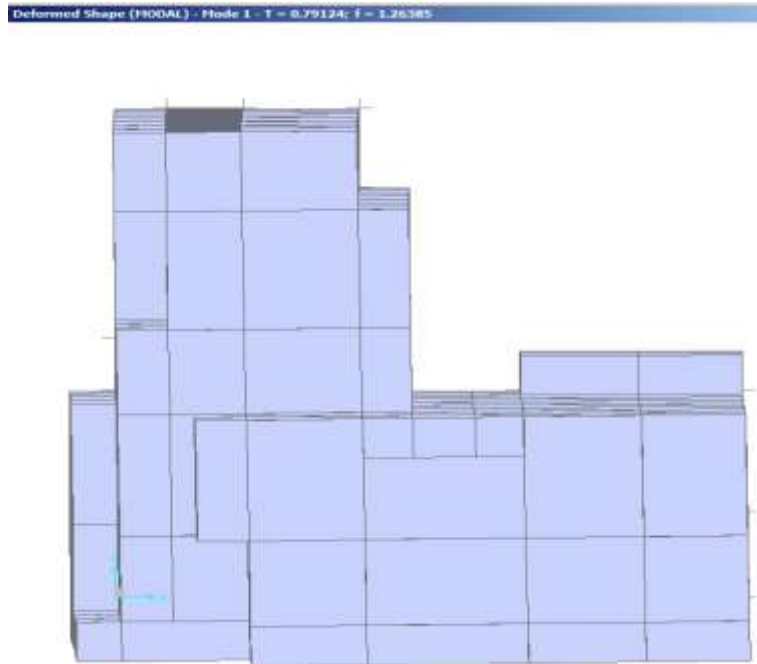 Deformed Shape (MODAL) - Mode 1 - T = 0.79124; f = 1.26385